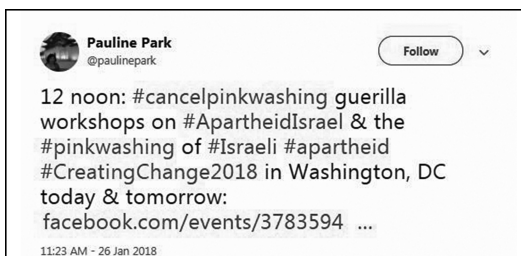 Pauline Park
@paulinepark
Follow
12 noon: #cancelpinkwashing guerilla
workshops on #ApartheidIsrael & the
#pinkwashing of #Israeli #apartheid
#CreatingChange2018 in Washington, DC
today & tomorrow:
facebook.com/events/3783594 ...
11:23 AM - 26 Jan 2018